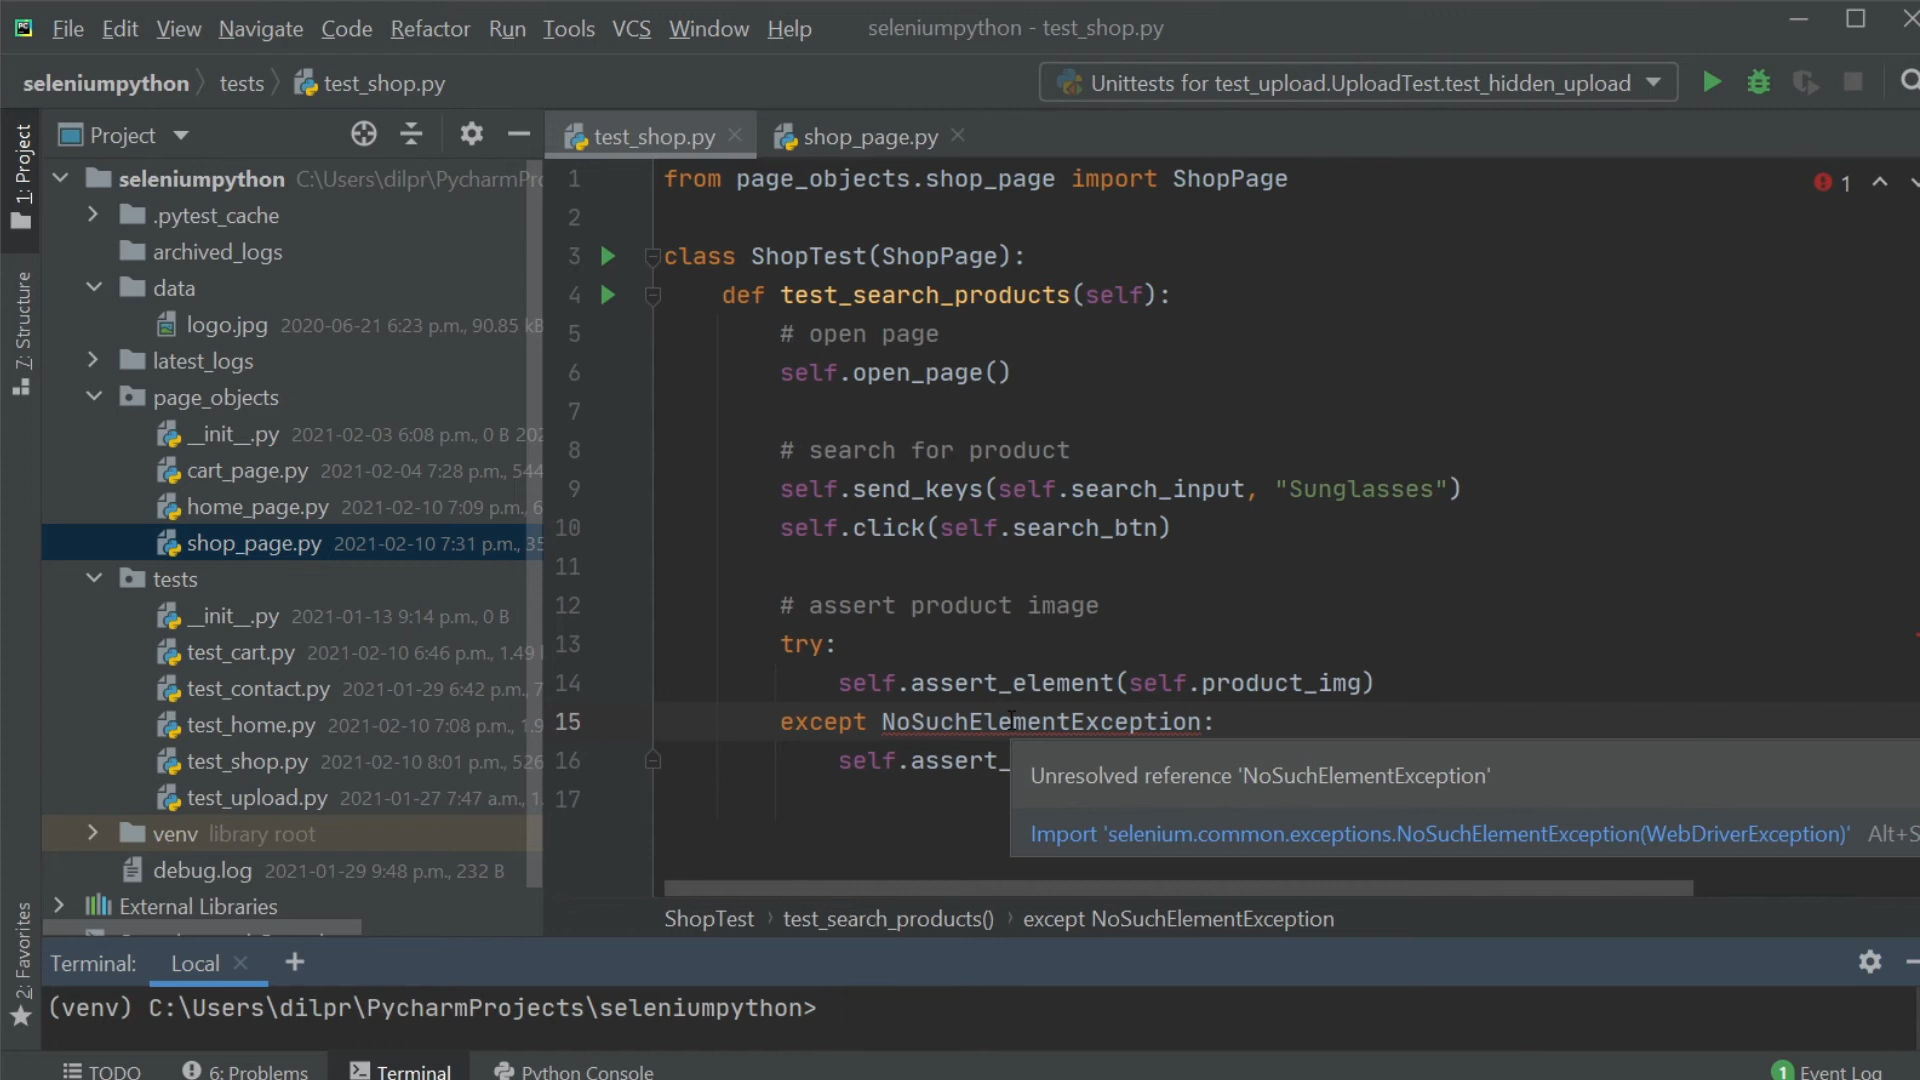 File Edit View Navigate Code Refactor Run Tools VCS Window Help seleniumpython - test_shop.py
seleniumpython tests test_shop.py Unittests for test_upload.UploadTest.test_hidden_upload
1: Project
7: Structure
2: Favorites
Project
seleniumpython C:\Users\dilpr\PycharmPr
.pytest_cache
archived_logs
data
logo.jpg 2020-06-21 6:23 p.m., 90.85 kB
latest_logs
page_objects
__init__.py 2021-02-03 6:08 p.m., 0 B 202
cart_page.py 2021-02-04 7:28 p.m., 544
home_page.py 2021-02-10 7:09 p.m., 6
shop_page.py 2021-02-10 7:31 p.m., 35
tests
__init__.py 2021-01-13 9:14 p.m., 0 B
test_cart.py 2021-02-10 6:46 p.m., 1.49
test_contact.py 2021-01-29 6:42 p.m., 7
test_home.py 2021-02-10 7:08 p.m., 1.9
test_shop.py 2021-02-10 8:01 p.m., 526
test_upload.py 2021-01-27 7:47 a.m., 1.
venv library root
debug.log 2021-01-29 9:48 p.m., 232 B
External Libraries
test_shop.py shop_page.py
1 from page_objects.shop_page import ShopPage
1
2
3 class ShopTest(ShopPage):
4 def test_search_products(self):
5 # open page
6 self.open_page()
7
8 # search for product
9 self.send_keys(self.search_input, "Sunglasses")
10 self.click(self.search_btn)
11
12 # assert product image
13 try:
14 self.assert_element(self.product_img)
15 except NoSuchElementException:
16 self.assert_
17
Unresolved reference 'NoSuchElementException'
Import 'selenium.common.exceptions.NoSuchElementException(WebDriverException)' Alt+S
ShopTest test_search_products() except NoSuchElementException
Terminal: Local
(venv) C:\Users\dilpr\PycharmProjects\seleniumpython>
TODO 6: Problems Terminal Python Console 1 Event Log